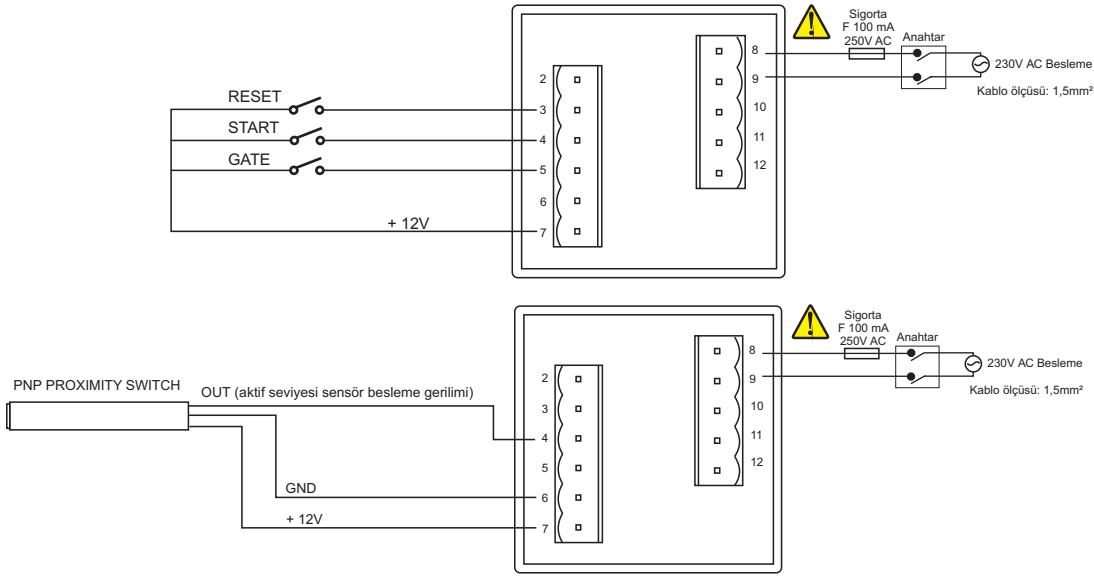 Sigorta
F 100 mA
250V AC
Anahtar
230V AC Besleme
Kablo ölçüsü: 1,5mm²
8
9
10
11
12
2
RESET
3
START
4
GATE
5
6
+ 12V
7
Sigorta
F 100 mA
250V AC
Anahtar
230V AC Besleme
Kablo ölçüsü: 1,5mm²
8
9
10
11
12
PNP PROXIMITY SWITCH
OUT (aktif seviyesi sensör besleme gerilimi)
2
3
4
5
GND
6
+ 12V
7